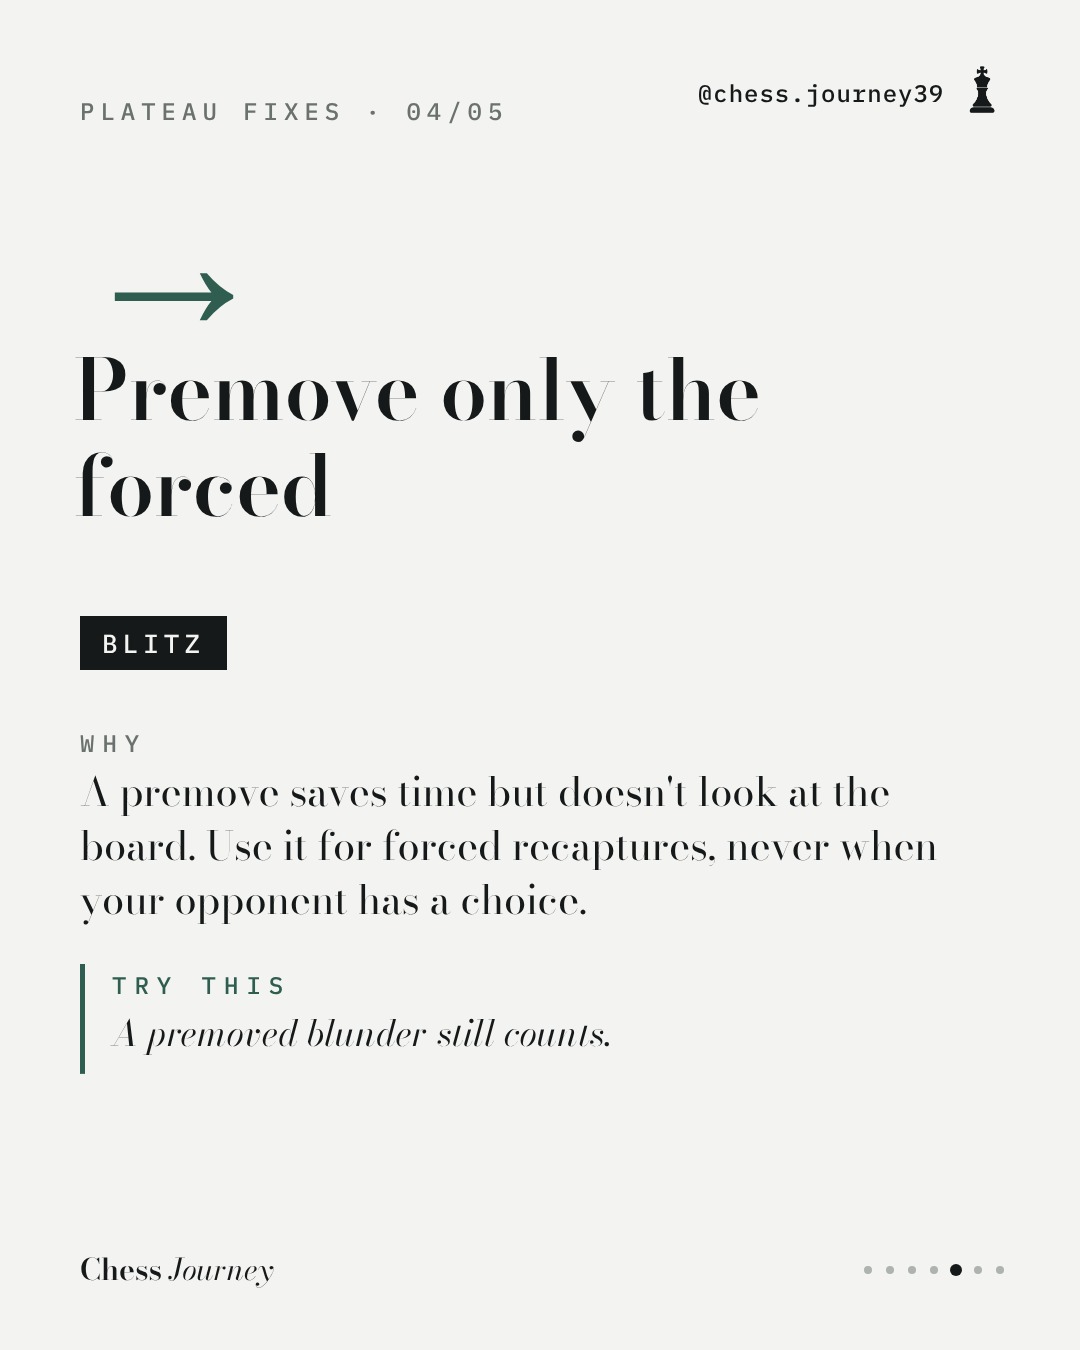 PLATEAU FIXES · 04/05
@chess.journey39
→
Premove only the
forced
BLITZ
WHY
A premove saves time but doesn't look at the
board. Use it for forced recaptures, never when
your opponent has a choice.
TRY THIS
A premoved blunder still counts.
Chess Journey